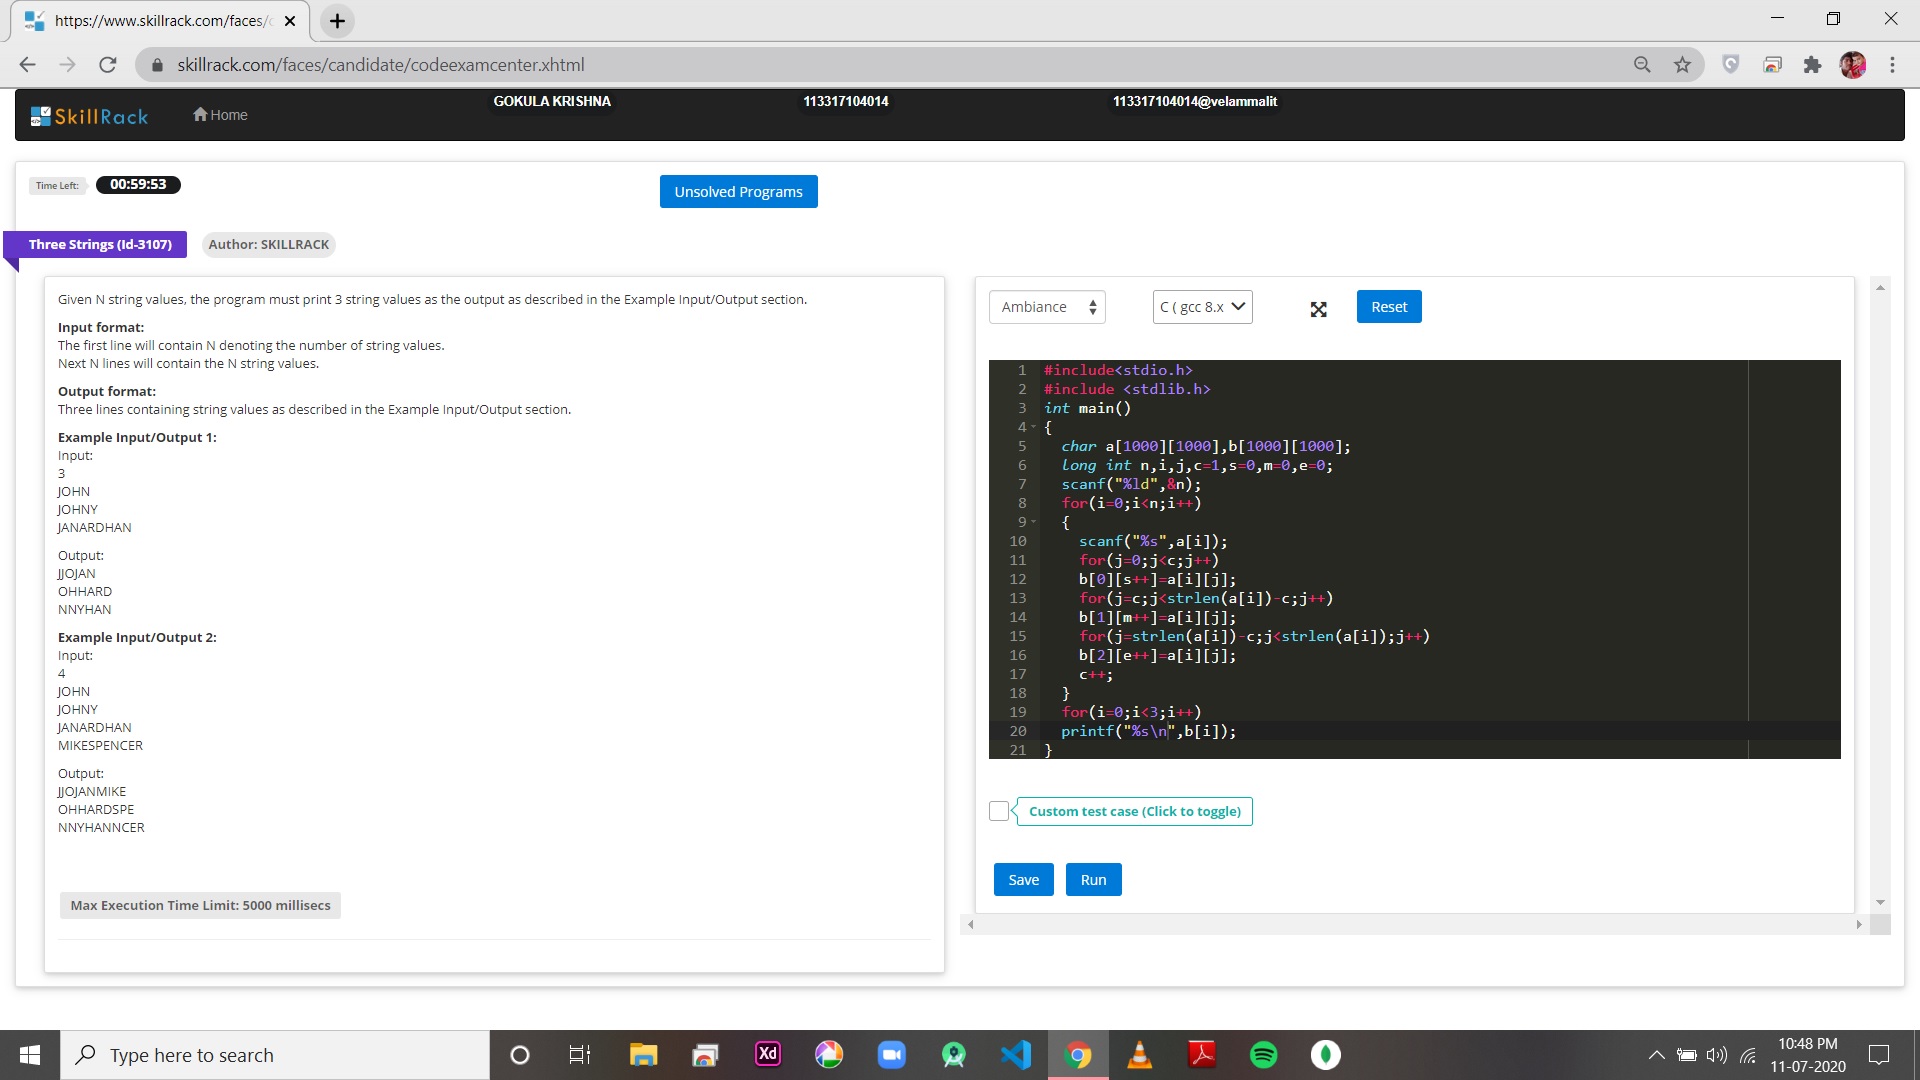 https://www.skillrack.com/faces/c
skillrack.com/faces/candidate/codeexamcenter.xhtml
SkillRack
Home
GOKULA KRISHNA
113317104014
113317104014@velammalit
Time Left:
00:59:53
Unsolved Programs
Three Strings (Id-3107)
Author: SKILLRACK
Given N string values, the program must print 3 string values as the output as described in the Example Input/Output section.
Input format:
The first line will contain N denoting the number of string values.
Next N lines will contain the N string values.
Output format:
Three lines containing string values as described in the Example Input/Output section.
Example Input/Output 1:
Input:
3
JOHN
JOHNY
JANARDHAN
Output:
JJOJAN
OHHARD
NNYHAN
Example Input/Output 2:
Input:
4
JOHN
JOHNY
JANARDHAN
MIKESPENCER
Output:
JJOJANMIKE
OHHARDSPE
NNYHANNCER
Max Execution Time Limit: 5000 millisecs
Ambiance
C ( gcc 8.x
Reset
1 #include<stdio.h>
2 #include <stdlib.h>
3 int main()
4 {
5 char a[1000][1000],b[1000][1000];
6 long int n,i,j,c=1,s=0,m=0,e=0;
7 scanf("%ld",&n);
8 for(i=0;i<n;i++)
9 {
10 scanf("%s",a[i]);
11 for(j=0;j<c;j++)
12 b[0][s++]=a[i][j];
13 for(j=c;j<strlen(a[i])-c;j++)
14 b[1][m++]=a[i][j];
15 for(j=strlen(a[i])-c;j<strlen(a[i]);j++)
16 b[2][e++]=a[i][j];
17 c++;
18 }
19 for(i=0;i<3;i++)
20 printf("%s\n",b[i]);
21 }
Custom test case (Click to toggle)
Save
Run
Type here to search
Xd
10:48 PM
11-07-2020